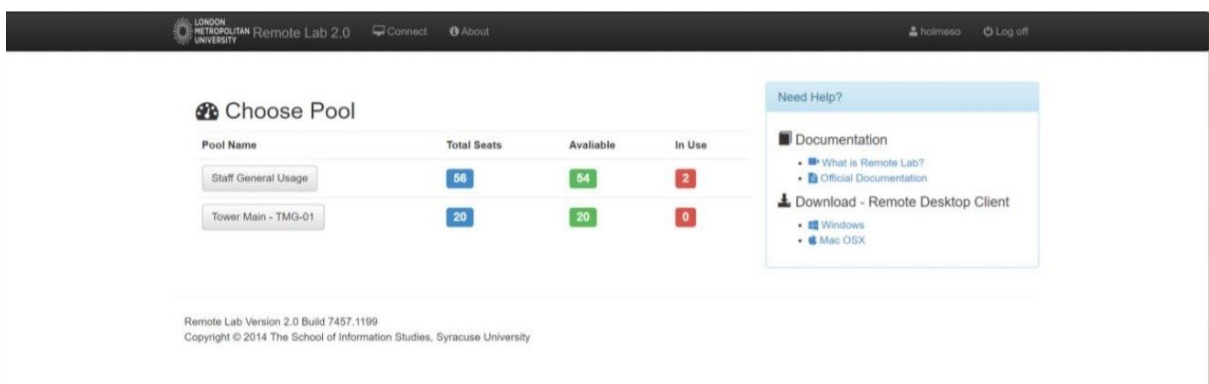 LONDON
METROPOLITAN
UNIVERSITY
Remote Lab 2.0 Connect About holmeso Log off
Choose Pool
Pool Name Total Seats Avaliable In Use
Staff General Usage 56 54 2
Tower Main - TMG-01 20 20 0
Need Help?
Documentation
What is Remote Lab?
Official Documentation
Download - Remote Desktop Client
Windows
Mac OSX
Remote Lab Version 2.0 Build 7457.1199
Copyright © 2014 The School of Information Studies, Syracuse University